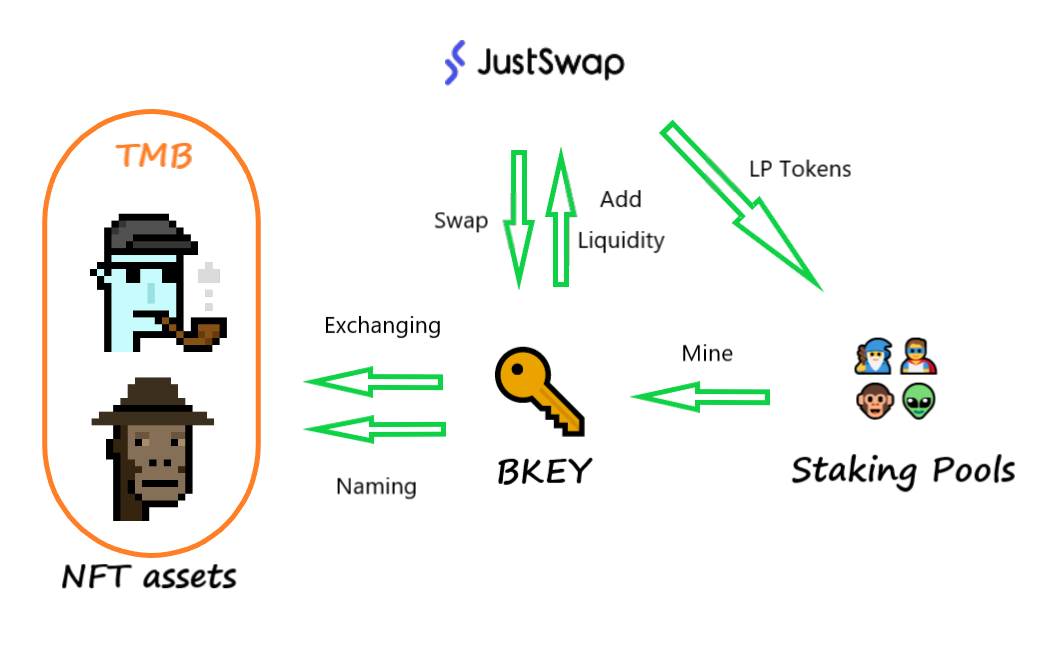 JustSwap
TMB
LP Tokens
Swap
Add
Liquidity
Exchanging
Mine
BKEY
Staking Pools
Naming
NFT assets